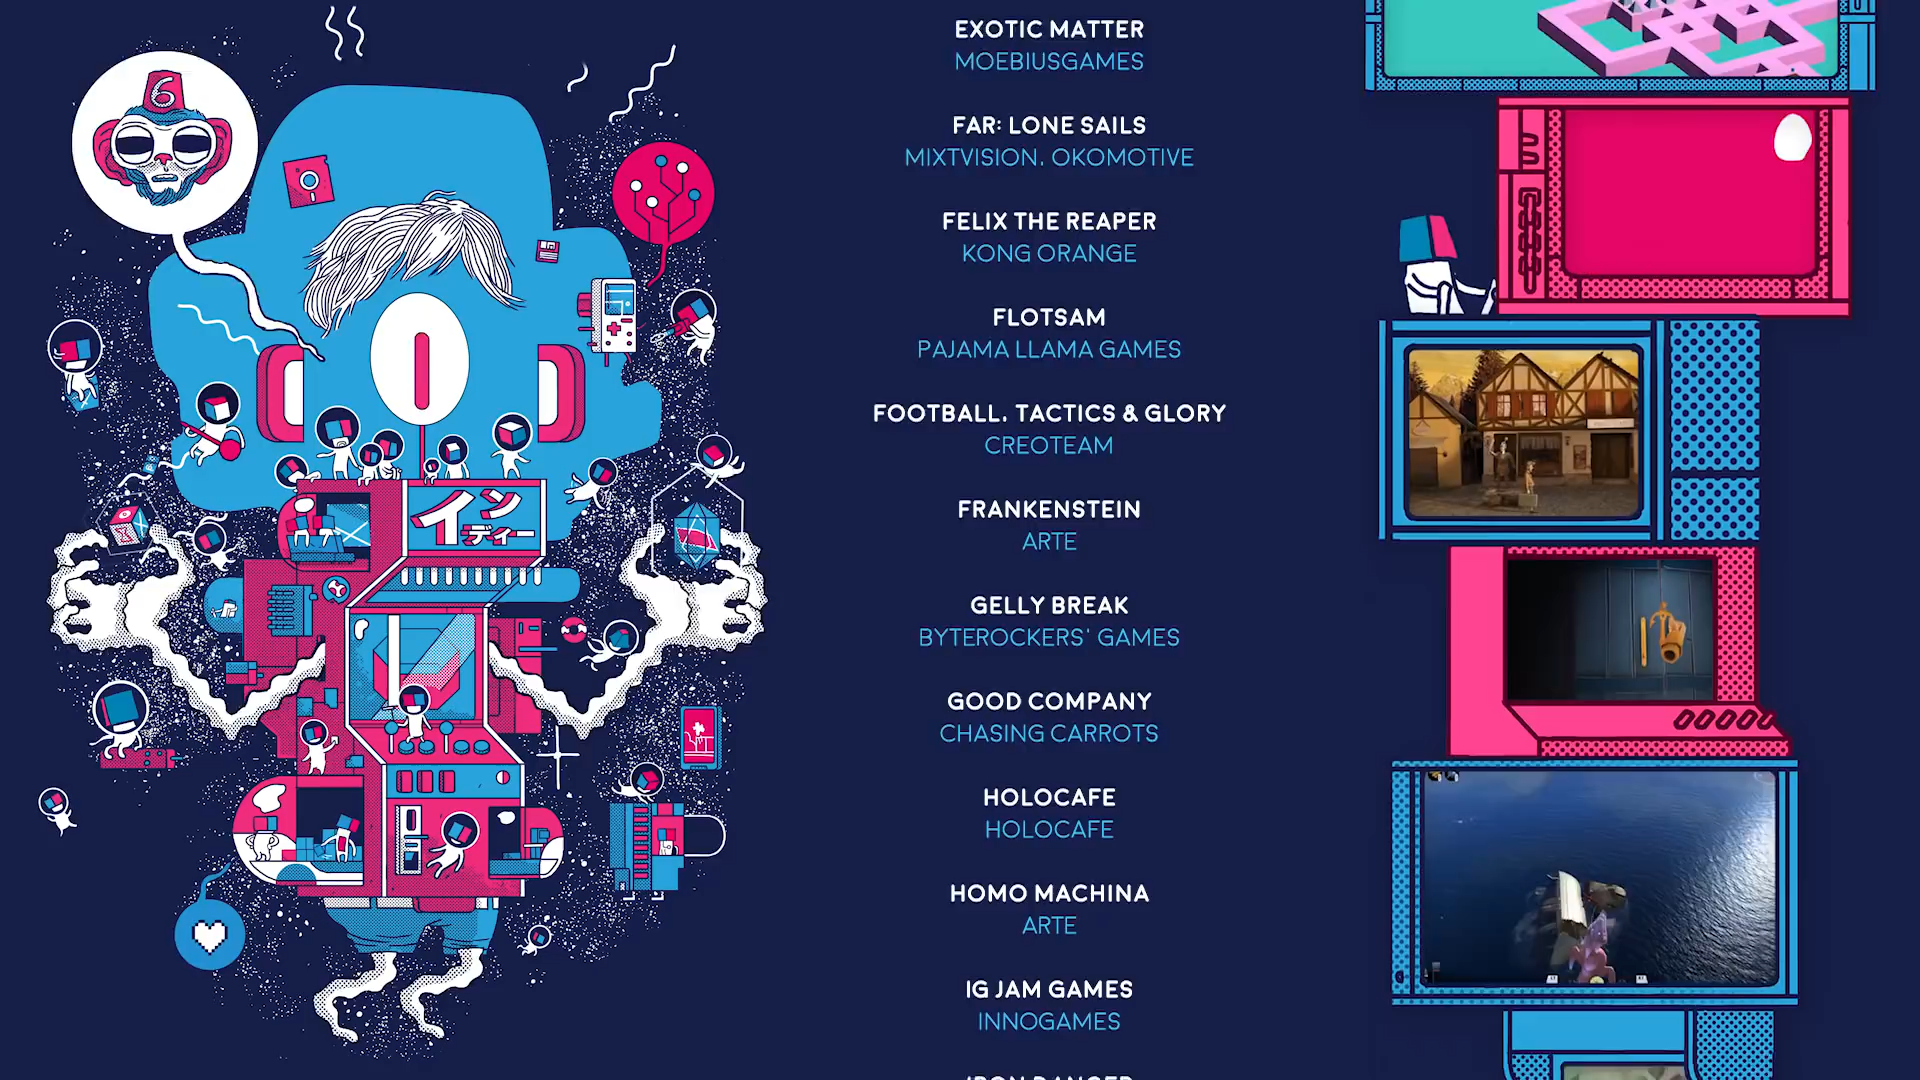 6
イン
ディー
EXOTIC MATTER
MOEBIUSGAMES
FAR: LONE SAILS
MIXTVISION. OKOMOTIVE
FELIX THE REAPER
KONG ORANGE
FLOTSAM
PAJAMA LLAMA GAMES
FOOTBALL. TACTICS & GLORY
CREOTEAM
FRANKENSTEIN
ARTE
GELLY BREAK
BYTEROCKERS' GAMES
GOOD COMPANY
CHASING CARROTS
HOLOCAFE
HOLOCAFE
HOMO MACHINA
ARTE
IG JAM GAMES
INNOGAMES